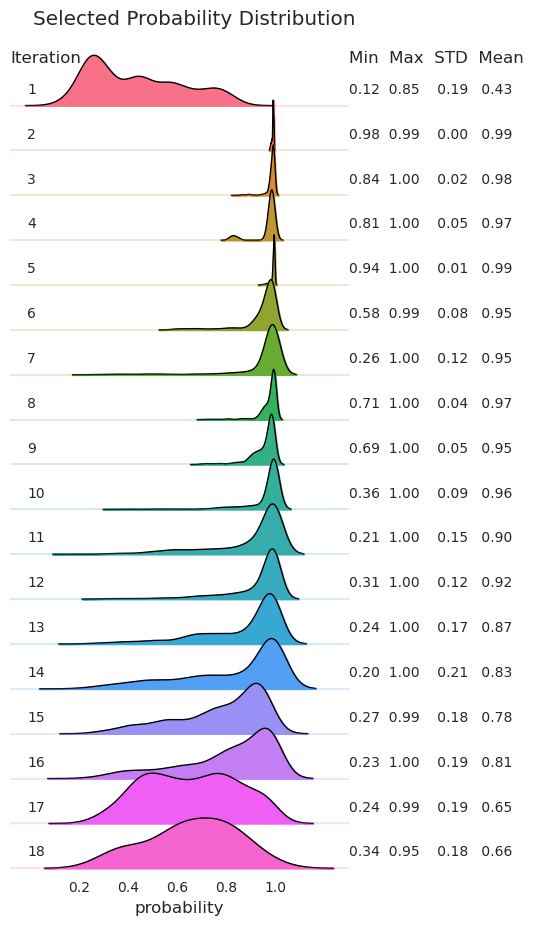 Selected Probability Distribution
Iteration Min Max STD Mean
1 0.12 0.85 0.19 0.43
2 0.98 0.99 0.00 0.99
3 0.84 1.00 0.02 0.98
4 0.81 1.00 0.05 0.97
5 0.94 1.00 0.01 0.99
6 0.58 0.99 0.08 0.95
7 0.26 1.00 0.12 0.95
8 0.71 1.00 0.04 0.97
9 0.69 1.00 0.05 0.95
10 0.36 1.00 0.09 0.96
11 0.21 1.00 0.15 0.90
12 0.31 1.00 0.12 0.92
13 0.24 1.00 0.17 0.87
14 0.20 1.00 0.21 0.83
15 0.27 0.99 0.18 0.78
16 0.23 1.00 0.19 0.81
17 0.24 0.99 0.19 0.65
18 0.34 0.95 0.18 0.66
0.2 0.4 0.6 0.8 1.0
probability